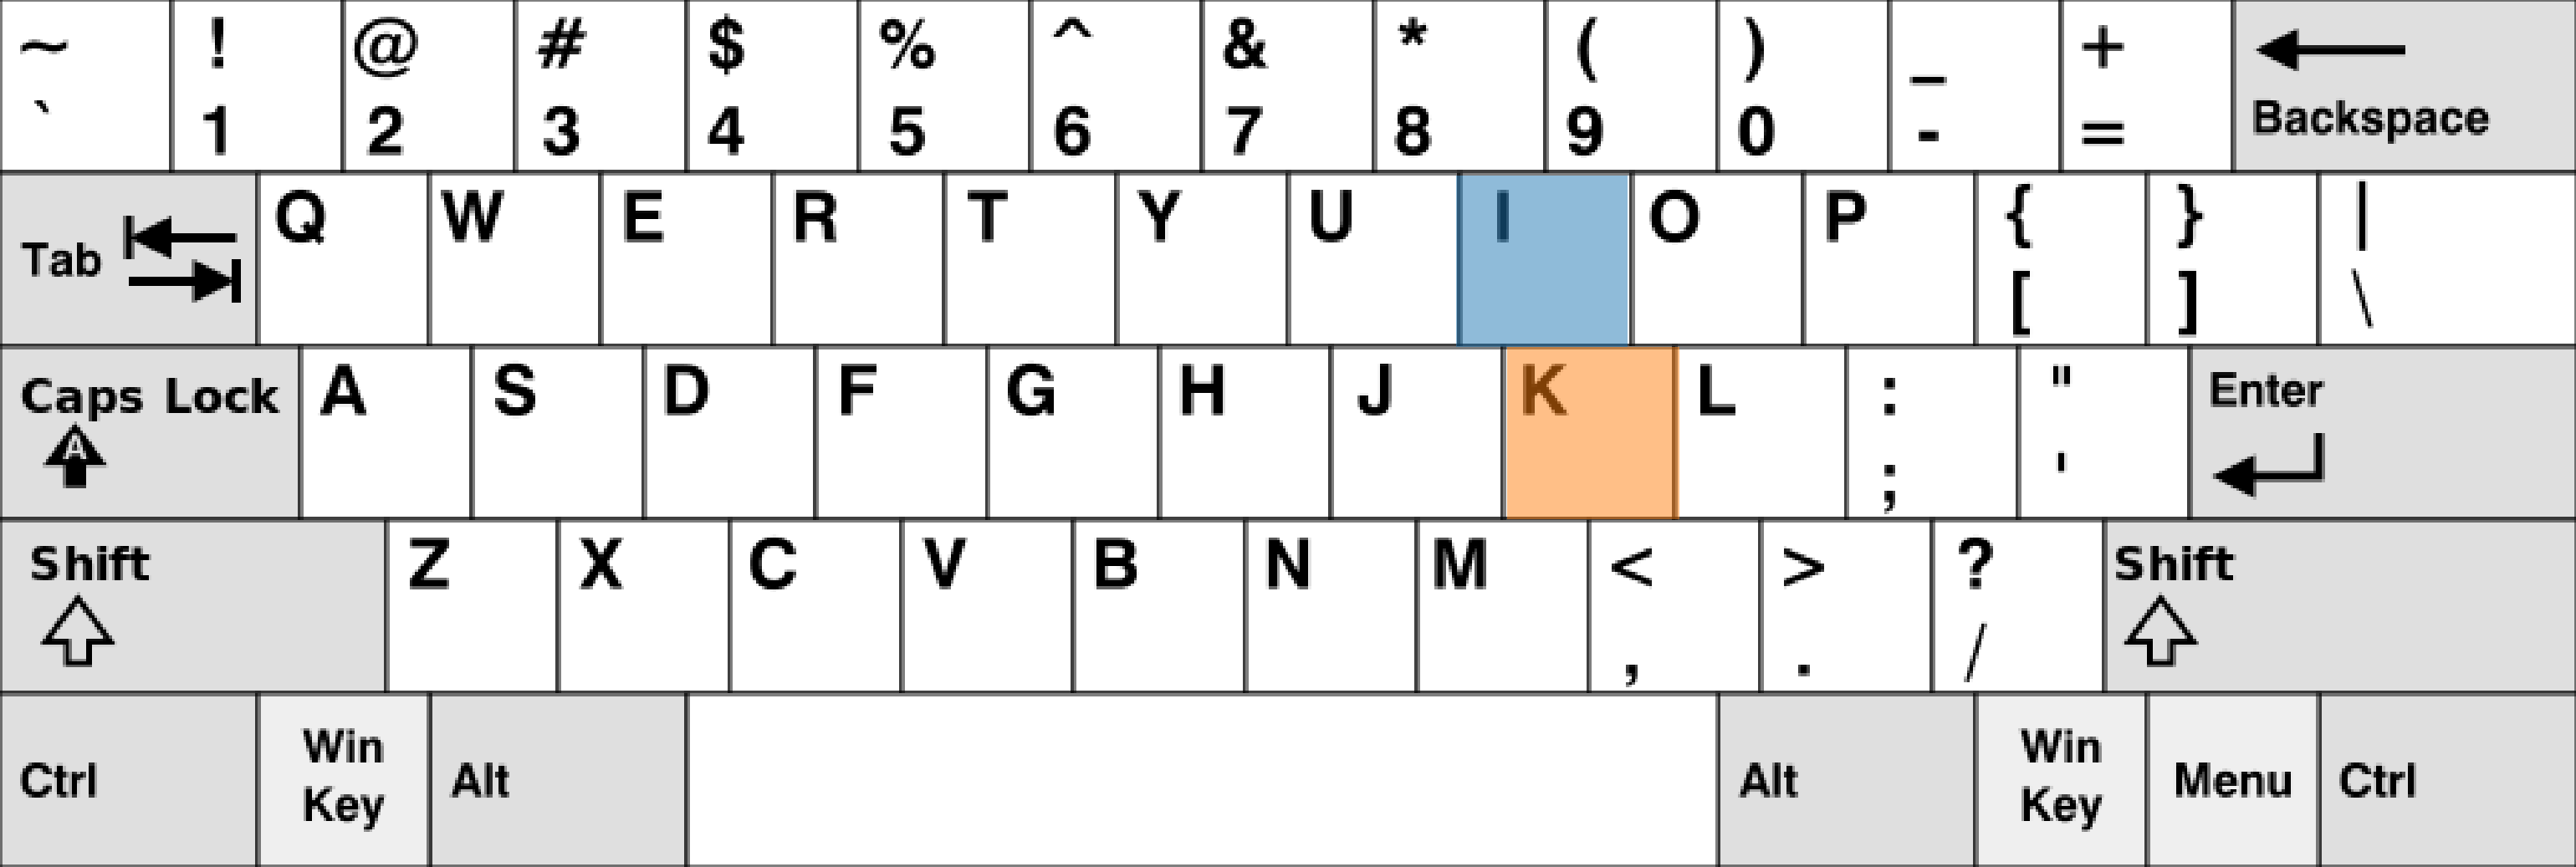 ~ ! @ # $ % ^ & * ( ) _ +
` 1 2 3 4 5 6 7 8 9 0 - = Backspace
Tab Q W E R T Y U I O P { } |
[ ] \
Caps Lock A S D F G H J K L : " Enter
A ; '
Shift Z X C V B N M < > ? Shift
, . /
Ctrl Win Key Alt Alt Win Key Menu Ctrl